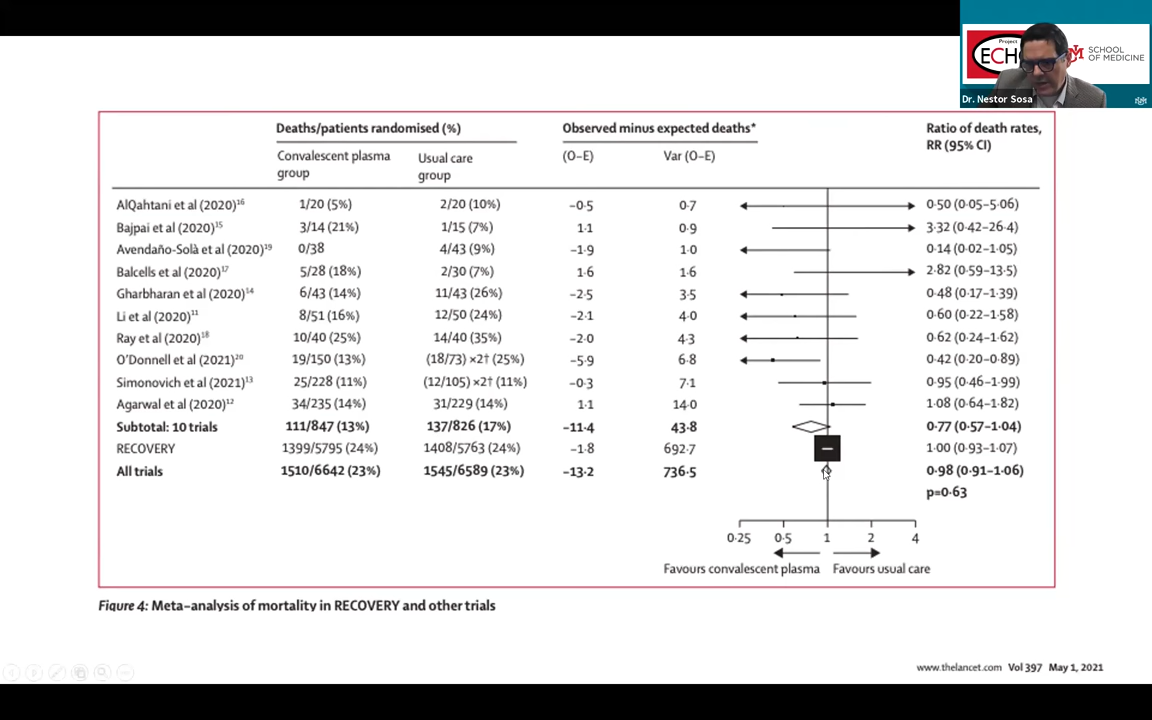 Project
ECHO
SCHOOL
OF MEDICINE
Dr. Nestor Sosa
Deaths/patients randomised (%)
Observed minus expected deaths*
Ratio of death rates,
RR (95% CI)
Convalescent plasma
group
Usual care
group
(O–E)
Var (O–E)
AlQahtani et al (2020)16 1/20 (5%) 2/20 (10%) –0·5 0·7 0·50 (0·05–5·06)
Bajpai et al (2020)15 3/14 (21%) 1/15 (7%) 1·1 0·9 3·32 (0·42–26·4)
Avendaño-Solà et al (2020)19 0/38 4/43 (9%) –1·9 1·0 0·14 (0·02–1·05)
Balcells et al (2020)17 5/28 (18%) 2/30 (7%) 1·6 1·6 2·82 (0·59–13·5)
Gharbharan et al (2020)14 6/43 (14%) 11/43 (26%) –2·5 3·5 0·48 (0·17–1·39)
Li et al (2020)11 8/51 (16%) 12/50 (24%) –2·1 4·0 0·60 (0·22–1·58)
Ray et al (2020)18 10/40 (25%) 14/40 (35%) –2·0 4·3 0·62 (0·24–1·62)
O'Donnell et al (2021)20 19/150 (13%) (18/73) ×2† (25%) –5·9 6·8 0·42 (0·20–0·89)
Simonovich et al (2021)13 25/228 (11%) (12/105) ×2† (11%) –0·3 7·1 0·95 (0·46–1·99)
Agarwal et al (2020)12 34/235 (14%) 31/229 (14%) 1·1 14·0 1·08 (0·64–1·82)
Subtotal: 10 trials 111/847 (13%) 137/826 (17%) –11·4 43·8 0·77 (0·57–1·04)
RECOVERY 1399/5795 (24%) 1408/5763 (24%) –1·8 692·7 1·00 (0·93–1·07)
All trials 1510/6642 (23%) 1545/6589 (23%) –13·2 736·5 0·98 (0·91–1·06)
p=0·63
0·25 0·5 1 2 4
Favours convalescent plasma Favours usual care
Figure 4: Meta-analysis of mortality in RECOVERY and other trials
www.thelancet.com Vol 397 May 1, 2021